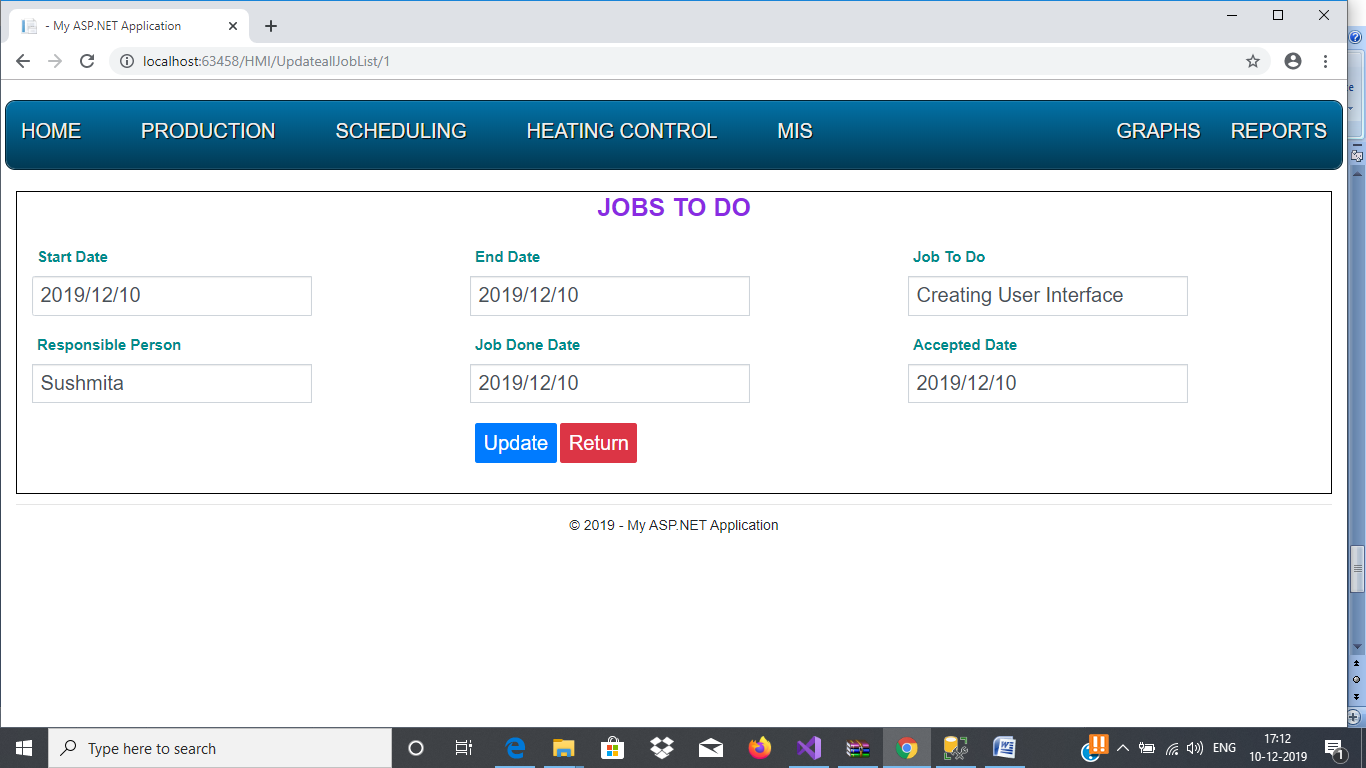 - My ASP.NET Application
localhost:63458/HMI/UpdateallJobList/1
HOME PRODUCTION SCHEDULING HEATING CONTROL MIS GRAPHS REPORTS
JOBS TO DO
Start Date End Date Job To Do
2019/12/10 2019/12/10 Creating User Interface
Responsible Person Job Done Date Accepted Date
Sushmita 2019/12/10 2019/12/10
Update Return
© 2019 - My ASP.NET Application
Type here to search
ENG
17:12
10-12-2019
1